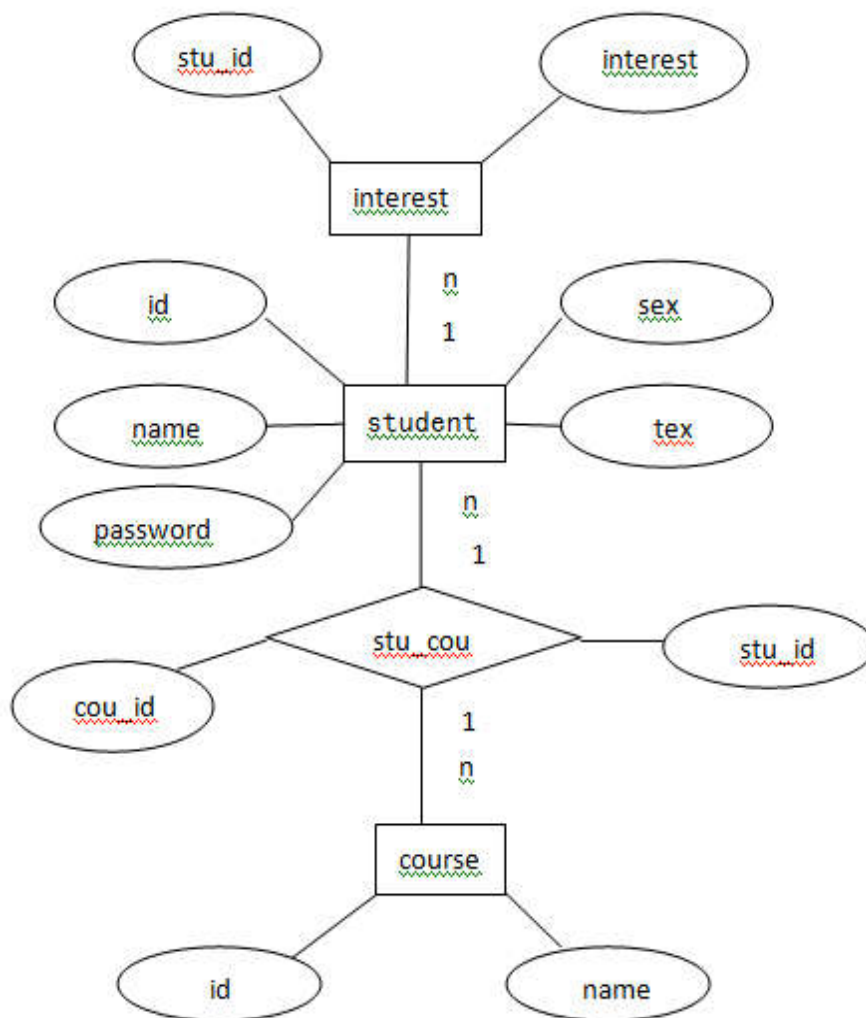 stu_id
interest
interest
n
1
id
sex
name
student
tex
password
n
1
stu_cou
stu_id
cou_id
1
n
course
id
name